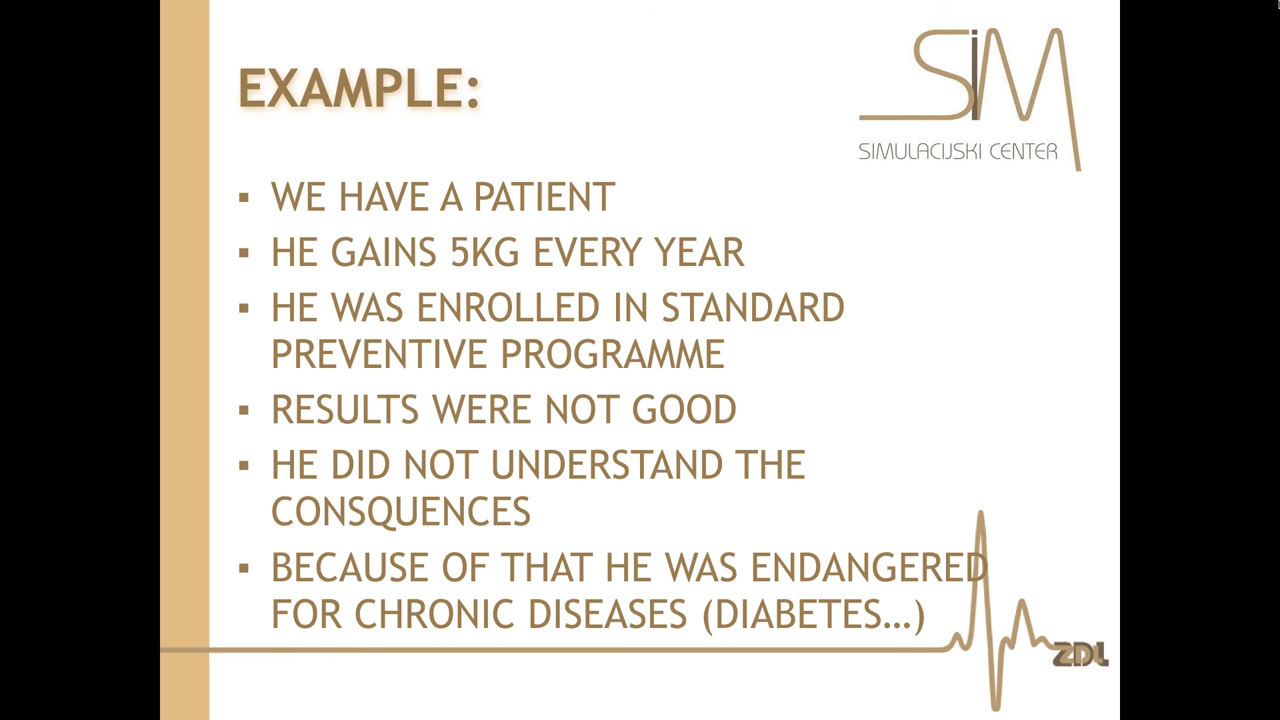 EXAMPLE:
SiM
SIMULACIJSKI CENTER
▪ WE HAVE A PATIENT
▪ HE GAINS 5KG EVERY YEAR
▪ HE WAS ENROLLED IN STANDARD
PREVENTIVE PROGRAMME
▪ RESULTS WERE NOT GOOD
▪ HE DID NOT UNDERSTAND THE
CONSQUENCES
▪ BECAUSE OF THAT HE WAS ENDANGERED
FOR CHRONIC DISEASES (DIABETES...)
ZDL